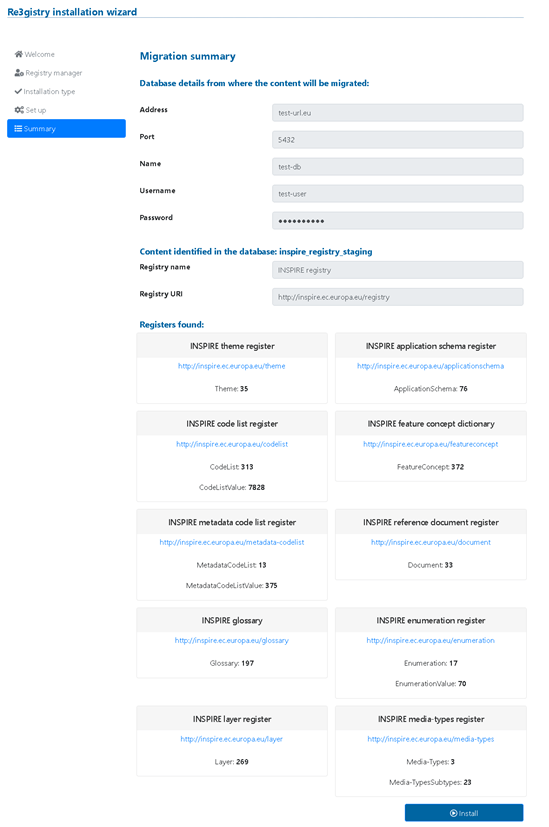 Re3gistry installation wizard
Welcome
Registry manager
Installation type
Set up
Summary
Migration summary
Database details from where the content will be migrated:
Address
test-url.eu
Port
5432
Name
test-db
Username
test-user
Password
••••••••••
Content identified in the database: inspire_registry_staging
Registry name
INSPIRE registry
Registry URI
http://inspire.ec.europa.eu/registry
Registers found:
INSPIRE theme register
http://inspire.ec.europa.eu/theme
Theme: 35
INSPIRE application schema register
http://inspire.ec.europa.eu/applicationschema
ApplicationSchema: 76
INSPIRE code list register
http://inspire.ec.europa.eu/codelist
CodeList: 313
CodeListValue: 7828
INSPIRE feature concept dictionary
http://inspire.ec.europa.eu/featureconcept
FeatureConcept: 372
INSPIRE metadata code list register
http://inspire.ec.europa.eu/metadata-codelist
MetadataCodeList: 13
MetadataCodeListValue: 375
INSPIRE reference document register
http://inspire.ec.europa.eu/document
Document: 33
INSPIRE glossary
http://inspire.ec.europa.eu/glossary
Glossary: 197
INSPIRE enumeration register
http://inspire.ec.europa.eu/enumeration
Enumeration: 17
EnumerationValue: 70
INSPIRE layer register
http://inspire.ec.europa.eu/layer
Layer: 269
INSPIRE media-types register
http://inspire.ec.europa.eu/media-types
Media-Types: 3
Media-TypesSubtypes: 23
Install